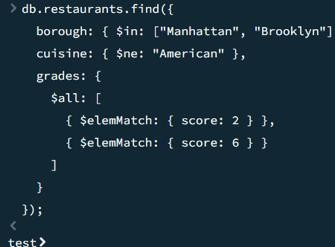 > db.restaurants.find({
borough: { $in: ["Manhattan", "Brooklyn"]
cuisine: { $ne: "American" },
grades: {
$all: [
{ $elemMatch: { score: 2 } },
{ $elemMatch: { score: 6 } }
]
}
});
<
test>